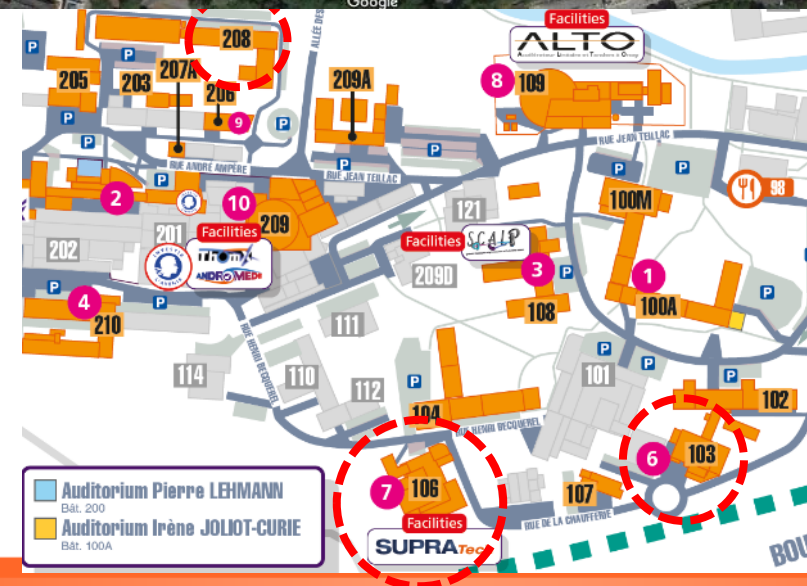 Google
Facilities
ALTO
208
ALLÉE DES
P
205
203
207A
206
209A
8
109
9
P
P
P
P
P
P
RUE JEAN TEILLAC
RUE ANDRÉ AMPÈRE
RUE JEAN TEILLAC
P
P
P
98
2
10
209
100M
121
Facilities
SCALP
202
201
Facilities
ThomX
ANDROMEDE
209D
3
P
1
100A
P
4
P
210
108
111
RUE HENRI BECQUEREL
114
110
112
P
101
P
P
P
102
104
RUE HENRI BECQUEREL
6
103
7
106
107
Facilities
SUPRATech
RUE DE LA CHAUFFERIE
BOU
Auditorium Pierre LEHMANN
Bât. 200
Auditorium Irène JOLIOT-CURIE
Bât. 100A